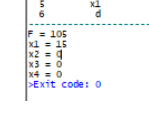 5 x1
6 d
F = 105
x1 = 15
x2 = 0
x3 = 0
x4 = 0
>Exit code: 0